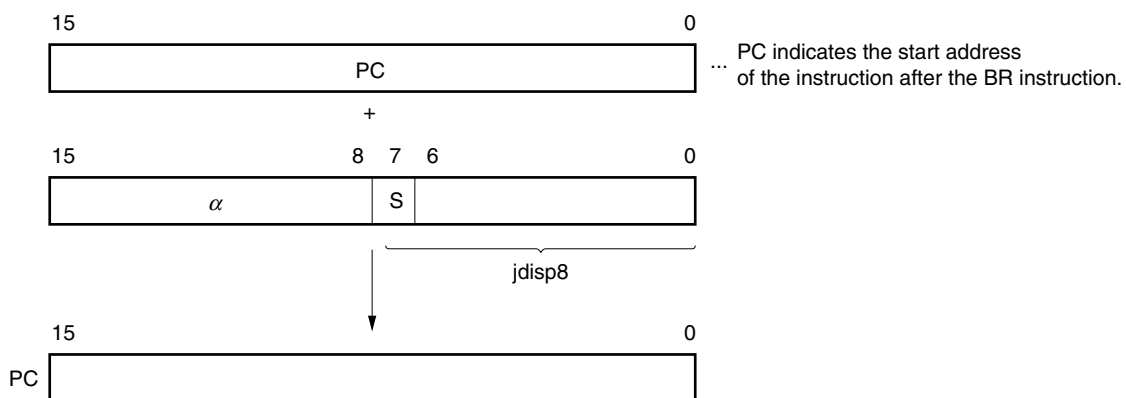 15 0
PC
... PC indicates the start address
of the instruction after the BR instruction.
+
15 8 7 6 0
α S
jdisp8
15 0
PC